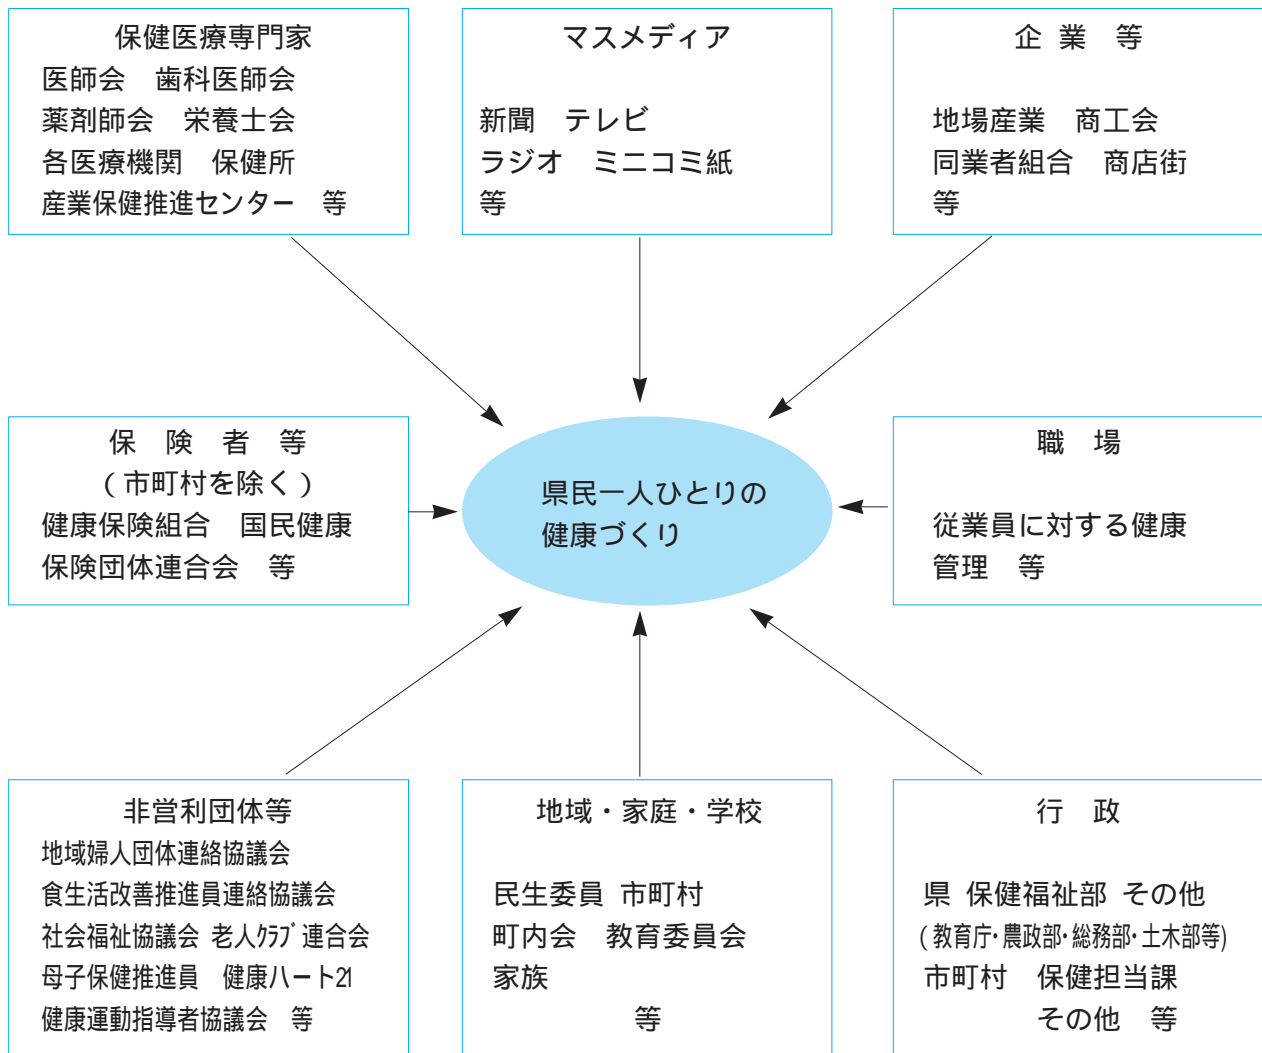 保健医療専門家
医師会　歯科医師会
薬剤師会　栄養士会
各医療機関　保健所
産業保健推進センター　等
マスメディア
新聞　テレビ
ラジオ　ミニコミ紙
等
企 業　等
地場産業　商工会
同業者組合　商店街
等
保　険　者　等
(市町村を除く)
健康保険組合　国民健康
保険団体連合会　等
県民一人ひとりの
健康づくり
職　場
従業員に対する健康
管理　等
非営利団体等
地域婦人団体連絡協議会
食生活改善推進員連絡協議会
社会福祉協議会 老人ｸﾗﾌﾞ連合会
母子保健推進員　健康ハート21
健康運動指導者協議会　等
地域・家庭・学校
民生委員 市町村
町内会　教育委員会
家族
等
行　政
県 保健福祉部 その他
(教育庁･農政部･総務部･土木部等)
市町村　保健担当課
その他　等